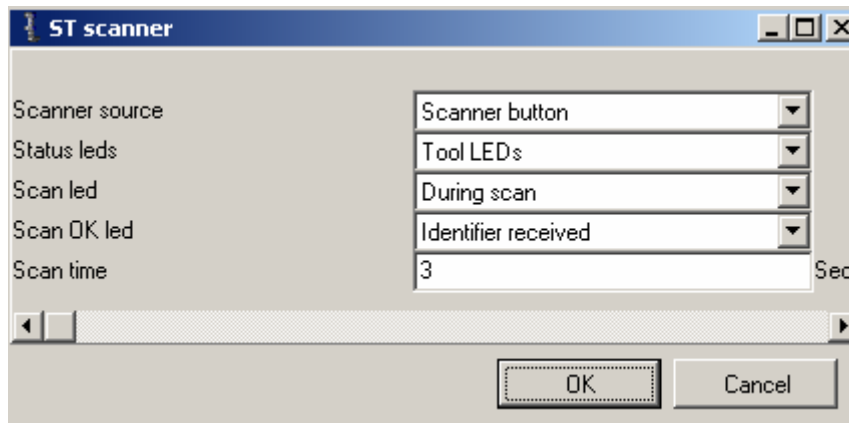 ST scanner
Scanner source Scanner button
Status leds Tool LEDs
Scan led During scan
Scan OK led Identifier received
Scan time 3 Sec
OK Cancel